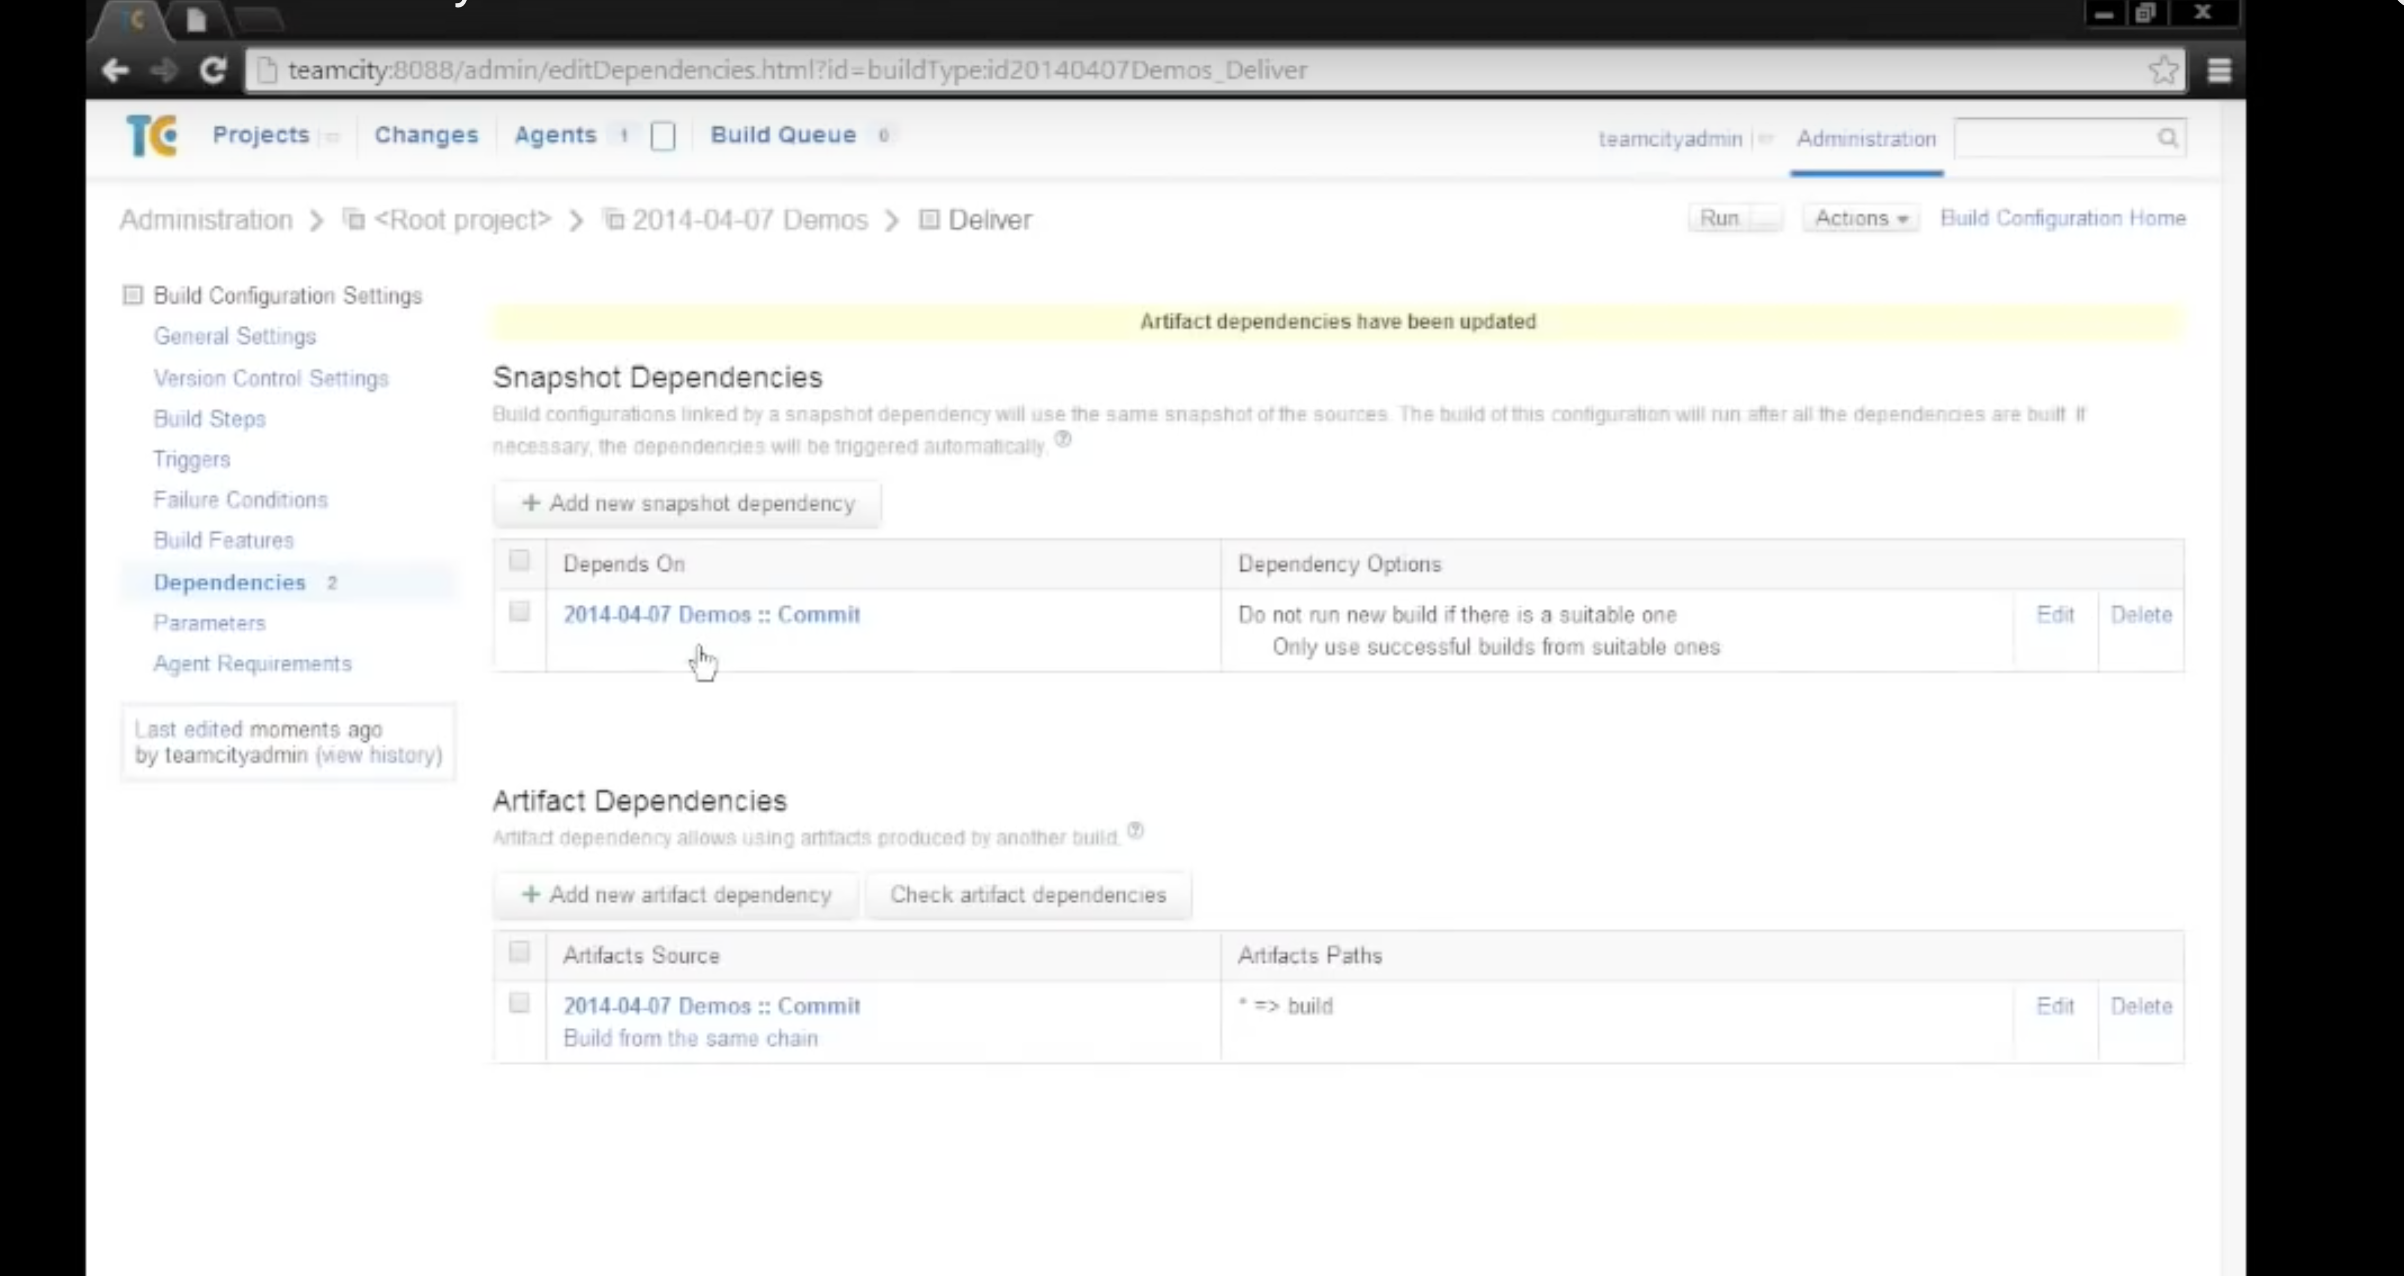 teamcity:8088/admin/editDependencies.html?id=buildType:id20140407Demos_Deliver
TC Projects Changes Agents 1 Build Queue 0 teamcityadmin Administration
Administration > <Root project> > 2014-04-07 Demos > Deliver Run Actions Build Configuration Home
Build Configuration Settings
General Settings
Version Control Settings
Build Steps
Triggers
Failure Conditions
Build Features
Dependencies 2
Parameters
Agent Requirements
Last edited moments ago
by teamcityadmin (view history)
Artifact dependencies have been updated
Snapshot Dependencies
Build configurations linked by a snapshot dependency will use the same snapshot of the sources. The build of this configuration will run after all the dependencies are built. If
necessary, the dependencies will be triggered automatically. ?
+ Add new snapshot dependency
Depends On Dependency Options
2014-04-07 Demos :: Commit Do not run new build if there is a suitable one Edit Delete
Only use successful builds from suitable ones
Artifact Dependencies
Artifact dependency allows using artifacts produced by another build. ?
+ Add new artifact dependency Check artifact dependencies
Artifacts Source Artifacts Paths
2014-04-07 Demos :: Commit * => build Edit Delete
Build from the same chain